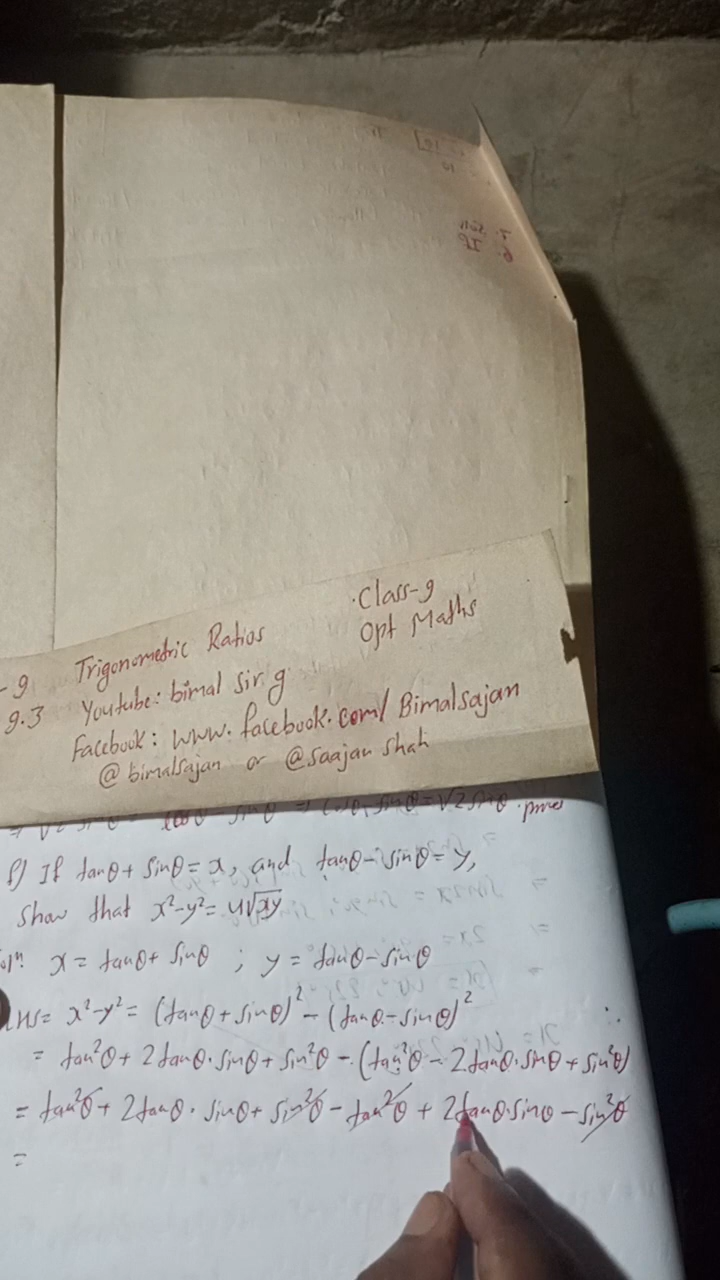 -9 Trigonometric Ratios
Class-9
Opt Maths
9.3 Youtube: bimal sir g
Facebook: www.facebook.com/Bimalsajan
@bimalsajan or @saajan shah
f) If tanθ + sinθ = x, and tanθ - sinθ = y,
show that x²-y² = 4√xy
olⁿ: x = tanθ + sinθ ; y = tanθ - sinθ
LHS = x²-y² = (tanθ + sinθ)² - (tanθ - sinθ)²
= tan²θ + 2tanθ.sinθ + sin²θ - (tan²θ - 2tanθ.sinθ + sin²θ)
= tan²θ + 2tanθ.sinθ + sin²θ - tan²θ + 2tanθ.sinθ - sin²θ
=